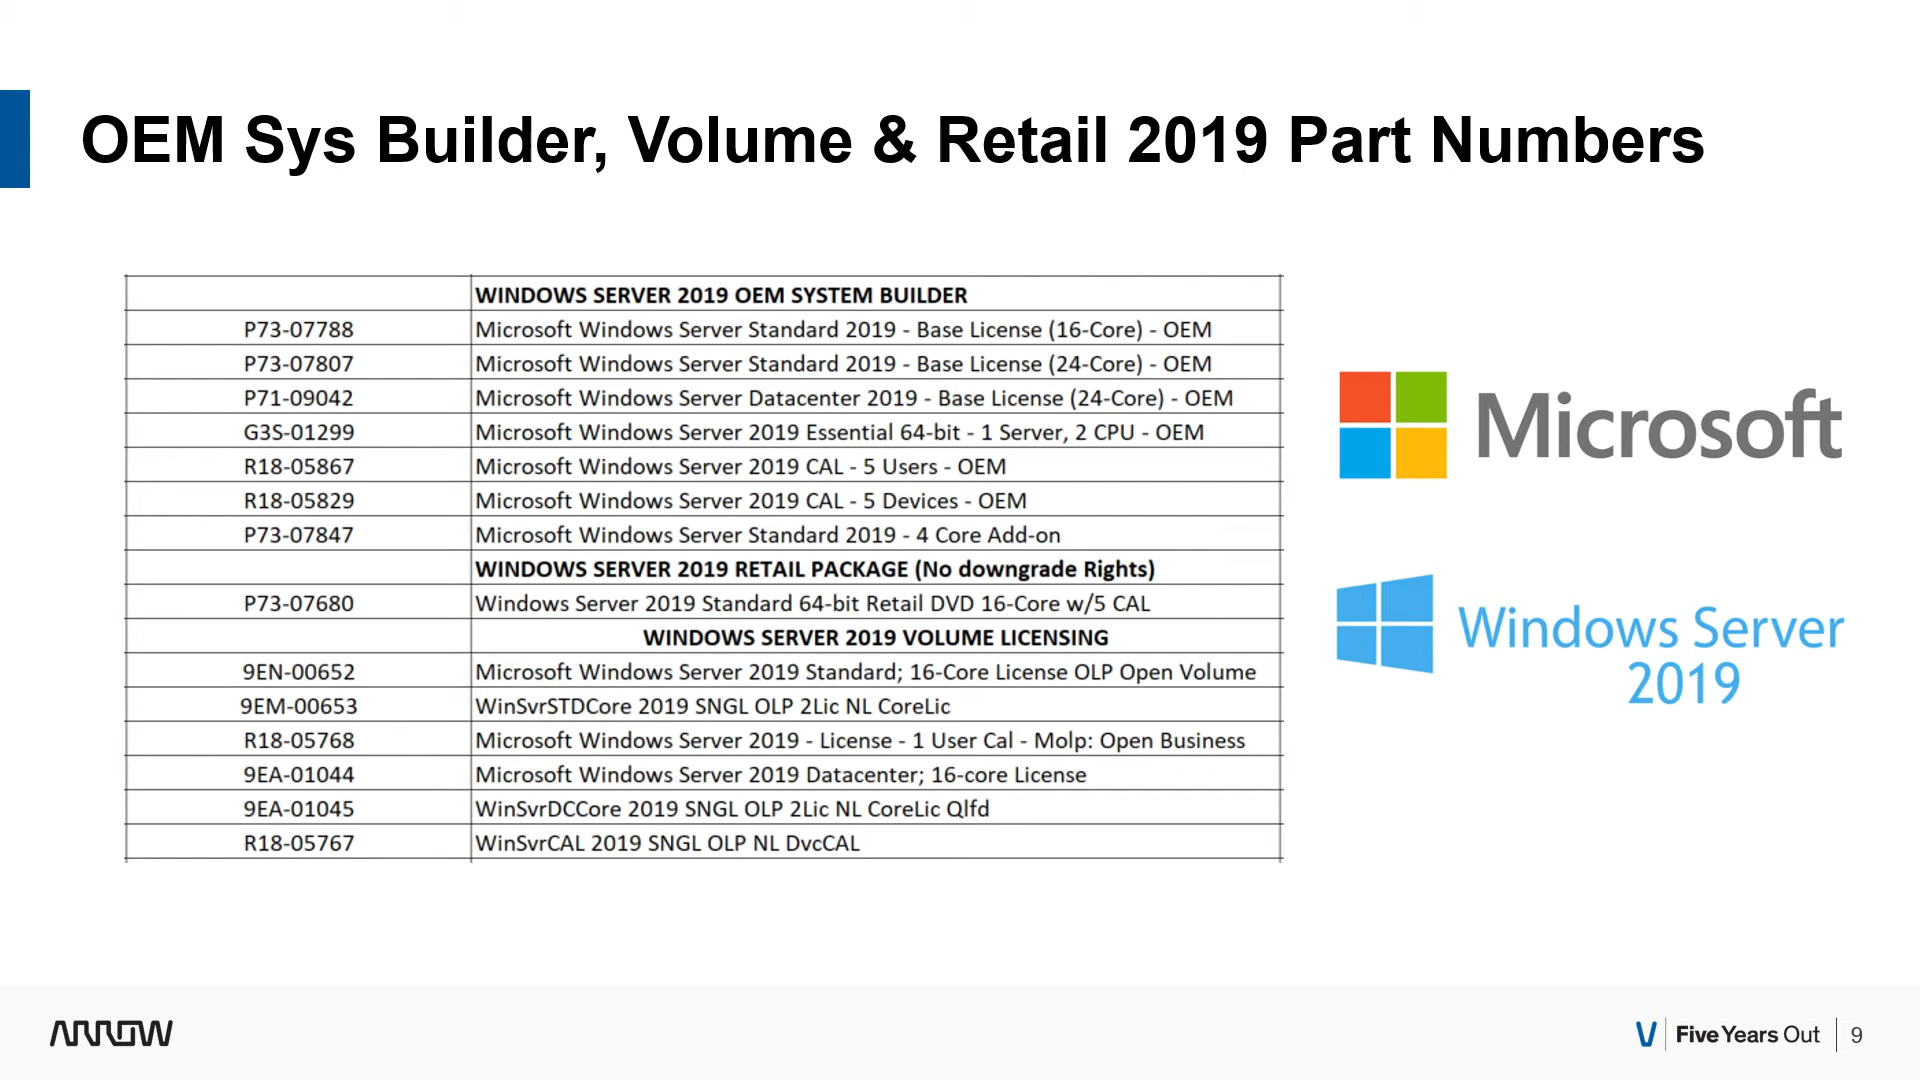 OEM Sys Builder, Volume & Retail 2019 Part Numbers
WINDOWS SERVER 2019 OEM SYSTEM BUILDER
P73-07788 Microsoft Windows Server Standard 2019 - Base License (16-Core) - OEM
P73-07807 Microsoft Windows Server Standard 2019 - Base License (24-Core) - OEM
P71-09042 Microsoft Windows Server Datacenter 2019 - Base License (24-Core) - OEM
G3S-01299 Microsoft Windows Server 2019 Essential 64-bit - 1 Server, 2 CPU - OEM
R18-05867 Microsoft Windows Server 2019 CAL - 5 Users - OEM
R18-05829 Microsoft Windows Server 2019 CAL - 5 Devices - OEM
P73-07847 Microsoft Windows Server Standard 2019 - 4 Core Add-on
WINDOWS SERVER 2019 RETAIL PACKAGE (No downgrade Rights)
P73-07680 Windows Server 2019 Standard 64-bit Retail DVD 16-Core w/5 CAL
WINDOWS SERVER 2019 VOLUME LICENSING
9EN-00652 Microsoft Windows Server 2019 Standard; 16-Core License OLP Open Volume
9EM-00653 WinSvrSTDCore 2019 SNGL OLP 2Lic NL CoreLic
R18-05768 Microsoft Windows Server 2019 - License - 1 User Cal - Molp: Open Business
9EA-01044 Microsoft Windows Server 2019 Datacenter; 16-core License
9EA-01045 WinSvrDCCore 2019 SNGL OLP 2Lic NL CoreLic Qlfd
R18-05767 WinSvrCAL 2019 SNGL OLP NL DvcCAL
Microsoft
Windows Server
2019
ARROW
Five Years Out 9